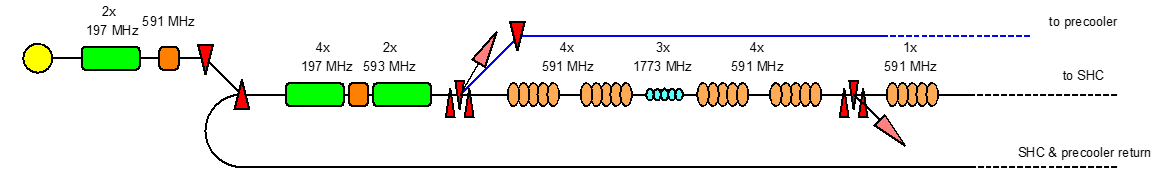 2x
197 MHz
591 MHz
4x
197 MHz
2x
593 MHz
4x
591 MHz
3x
1773 MHz
4x
591 MHz
1x
591 MHz
to precooler
to SHC
SHC & precooler return